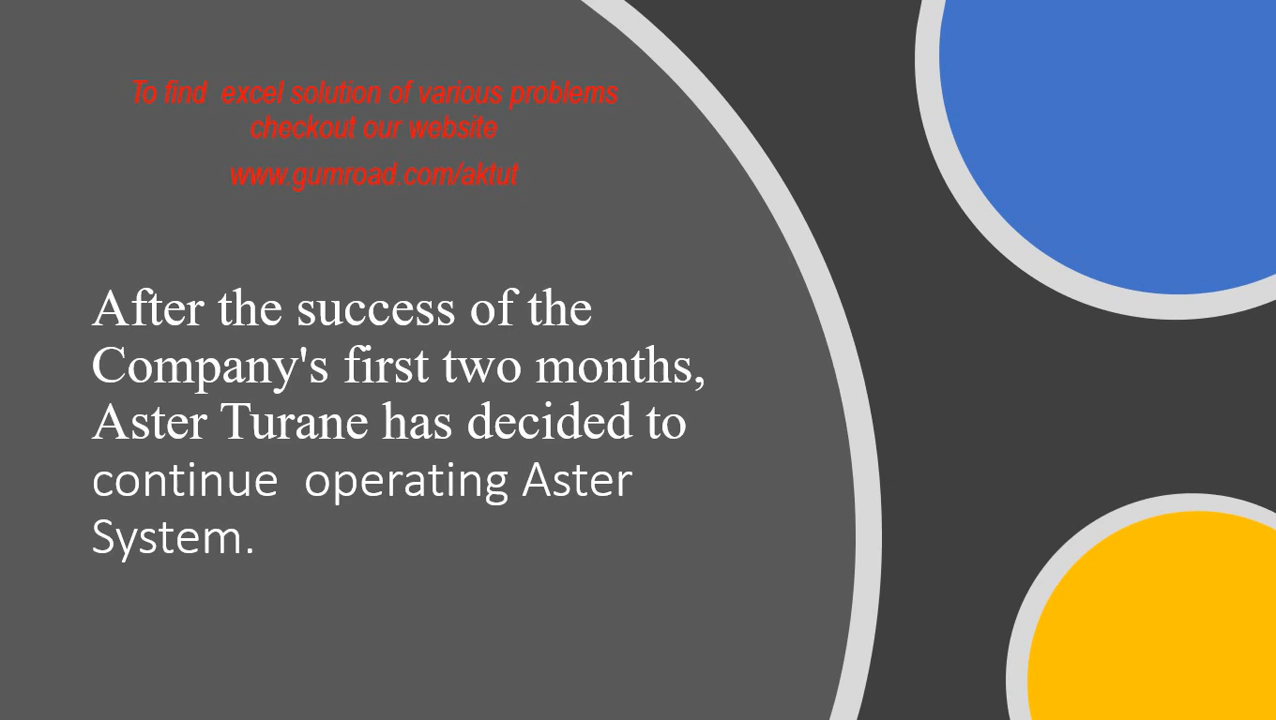 To find  excel solution of various problems
checkout our website
www.gumroad.com/aktut
After the success of the
Company's first two months,
Aster Turane has decided to
continue  operating Aster
System.